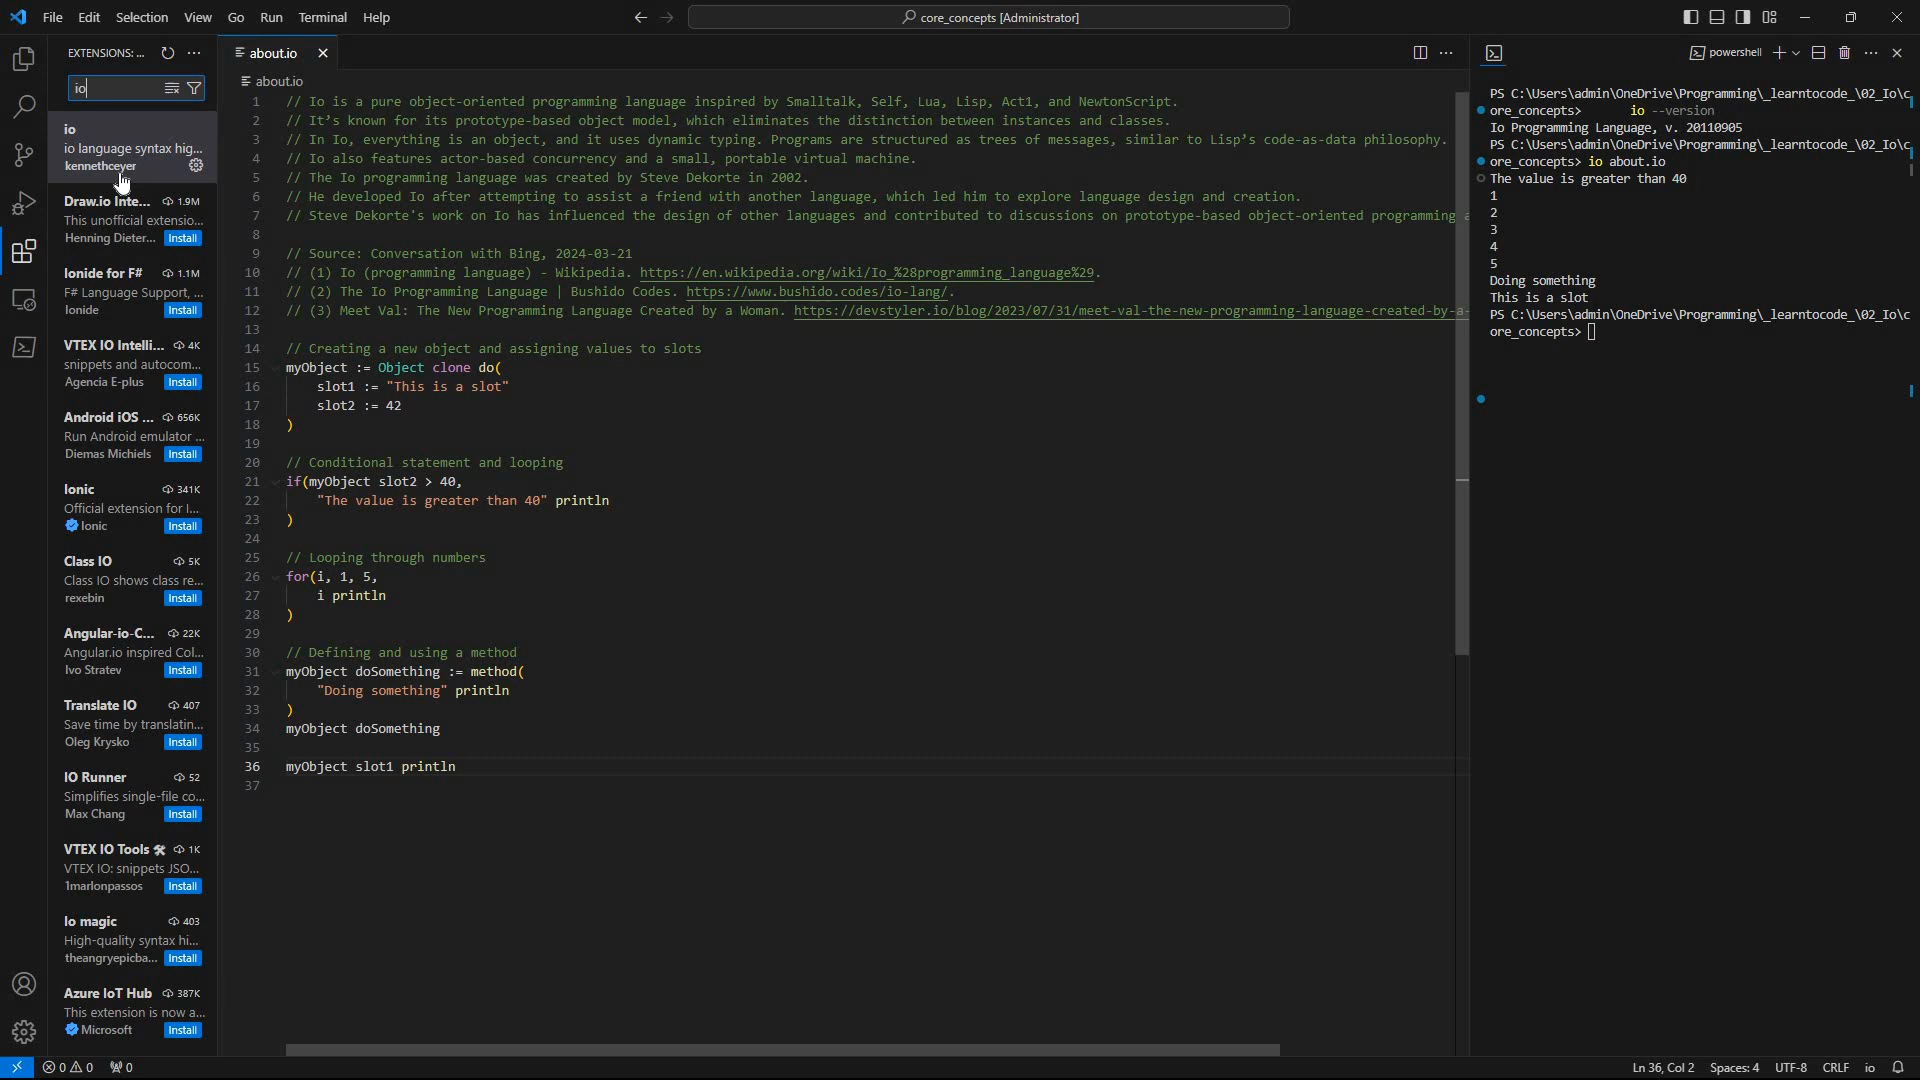 File Edit Selection View Go Run Terminal Help
core_concepts [Administrator]
EXTENSIONS: ...
io
io
io language syntax hig...
kennethceyer
Draw.io Inte... 1.9M
This unofficial extensio...
Henning Dieter... Install
Ionide for F# 1.1M
F# Language Support, ...
Ionide Install
VTEX IO Intelli... 4K
snippets and autocom...
Agencia E-plus Install
Android iOS ... 656K
Run Android emulator ...
Diemas Michiels Install
Ionic 341K
Official extension for I...
Ionic Install
Class IO 5K
Class IO shows class re...
rexebin Install
Angular-io-C... 22K
Angular.io inspired Col...
Ivo Stratev Install
Translate IO 407
Save time by translatin...
Oleg Krysko Install
IO Runner 52
Simplifies single-file co...
Max Chang Install
VTEX IO Tools 🛠 1K
VTEX IO: snippets JSO...
1marlonpassos Install
Io magic 403
High-quality syntax hi...
theangryepicba... Install
Azure IoT Hub 387K
This extension is now a...
Microsoft Install
about.io
about.io
1 // Io is a pure object-oriented programming language inspired by Smalltalk, Self, Lua, Lisp, Act1, and NewtonScript.
2 // It's known for its prototype-based object model, which eliminates the distinction between instances and classes.
3 // In Io, everything is an object, and it uses dynamic typing. Programs are structured as trees of messages, similar to Lisp's code-as-data philosophy.
4 // Io also features actor-based concurrency and a small, portable virtual machine.
5 // The Io programming language was created by Steve Dekorte in 2002.
6 // He developed Io after attempting to assist a friend with another language, which led him to explore language design and creation.
7 // Steve Dekorte's work on Io has influenced the design of other languages and contributed to discussions on prototype-based object-oriented programming a
8
9 // Source: Conversation with Bing, 2024-03-21
10 // (1) Io (programming language) - Wikipedia. https://en.wikipedia.org/wiki/Io_%28programming_language%29.
11 // (2) The Io Programming Language | Bushido Codes. https://www.bushido.codes/io-lang/.
12 // (3) Meet Val: The New Programming Language Created by a Woman. https://devstyler.io/blog/2023/07/31/meet-val-the-new-programming-language-created-by-a-
13
14 // Creating a new object and assigning values to slots
15 myObject := Object clone do(
16 slot1 := "This is a slot"
17 slot2 := 42
18 )
19
20 // Conditional statement and looping
21 if(myObject slot2 > 40,
22 "The value is greater than 40" println
23 )
24
25 // Looping through numbers
26 for(i, 1, 5,
27 i println
28 )
29
30 // Defining and using a method
31 myObject doSomething := method(
32 "Doing something" println
33 )
34 myObject doSomething
35
36 myObject slot1 println
37
powershell
PS C:\Users\admin\OneDrive\Programming\_learntocode_\02_Io\c
ore_concepts> io --version
Io Programming Language, v. 20110905
PS C:\Users\admin\OneDrive\Programming\_learntocode_\02_Io\c
ore_concepts> io about.io
The value is greater than 40
1
2
3
4
5
Doing something
This is a slot
PS C:\Users\admin\OneDrive\Programming\_learntocode_\02_Io\c
ore_concepts>
0 0 0 Ln 36, Col 2 Spaces: 4 UTF-8 CRLF io